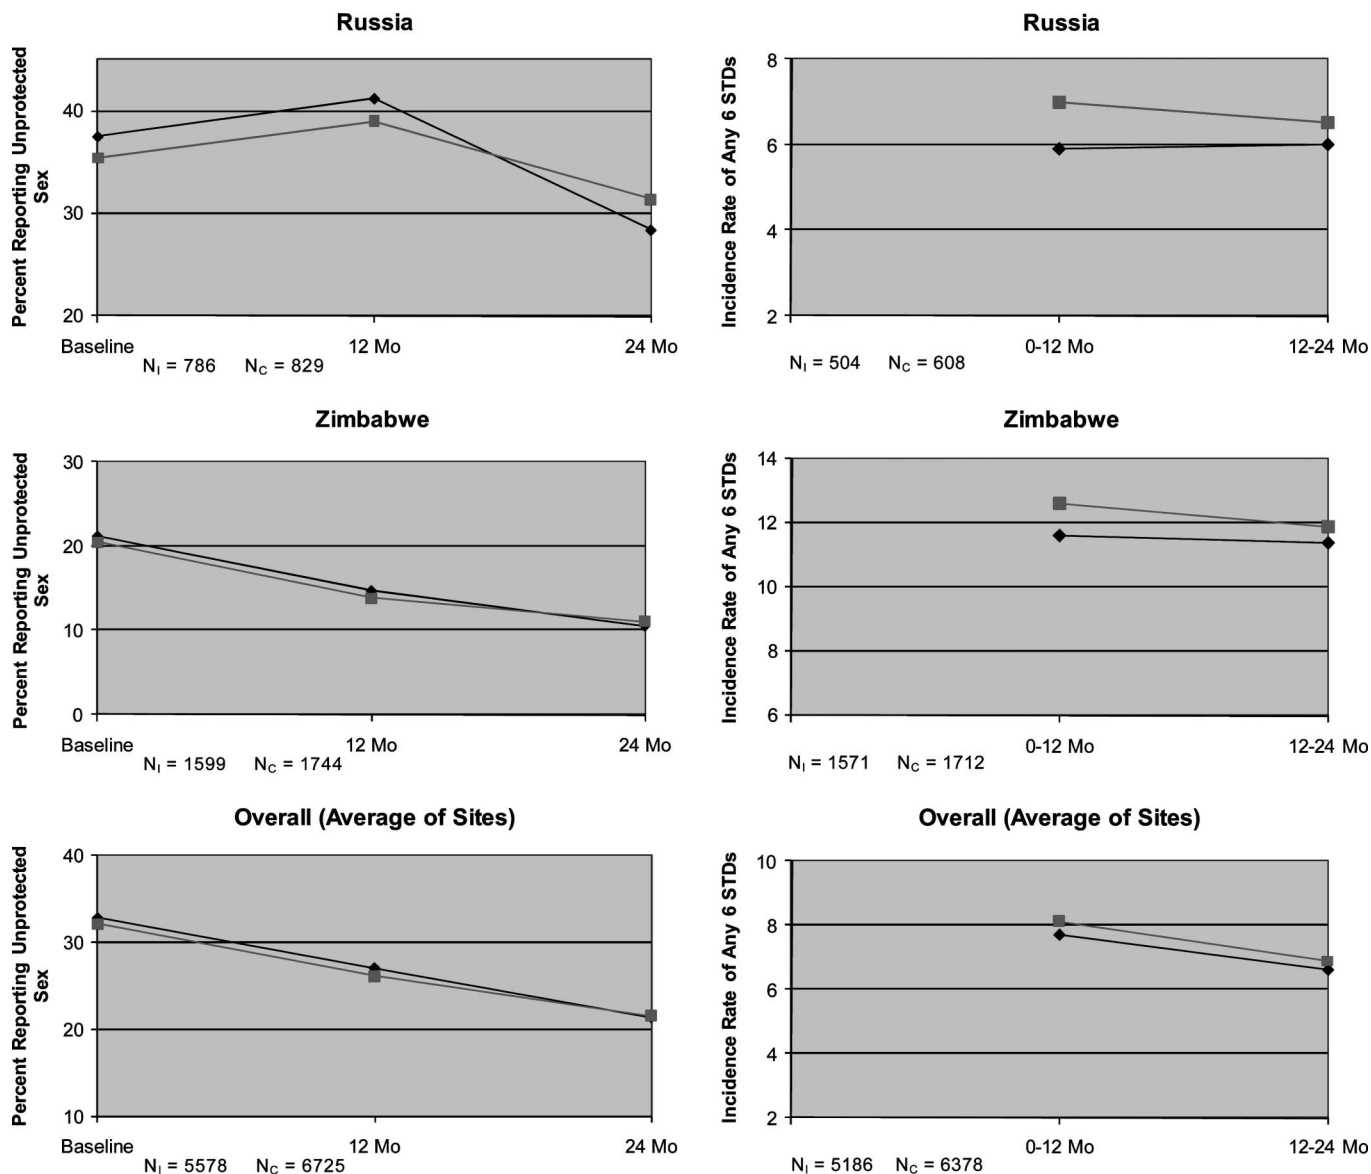 Russia
Percent Reporting Unprotected
Sex
40
30
20
Baseline
12 Mo
24 Mo
N_I = 786 N_C = 829
Russia
Incidence Rate of Any 6 STDs
8
6
4
2
0-12 Mo
12-24 Mo
N_I = 504 N_C = 608
Zimbabwe
Percent Reporting Unprotected
Sex
30
20
10
0
Baseline
12 Mo
24 Mo
N_I = 1599 N_C = 1744
Zimbabwe
Incidence Rate of Any 6 STDs
14
12
10
8
6
0-12 Mo
12-24 Mo
N_I = 1571 N_C = 1712
Overall (Average of Sites)
Percent Reporting Unprotected
Sex
40
30
20
10
Baseline
12 Mo
24 Mo
N_I = 5578 N_C = 6725
Overall (Average of Sites)
Incidence Rate of Any 6 STDs
10
8
6
4
2
0-12 Mo
12-24 Mo
N_I = 5186 N_C = 6378